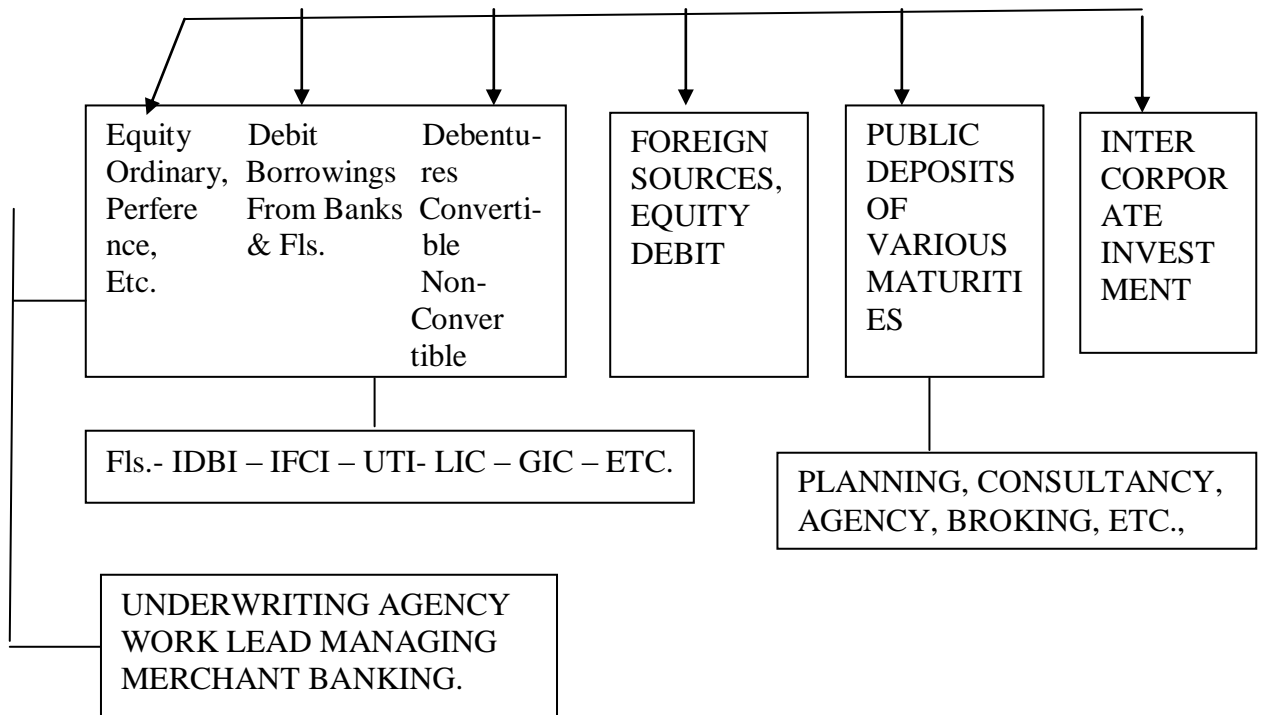 Equity
Ordinary,
Perfere
nce,
Etc.
Debit
Borrowings
From Banks
& Fls.
Debentu-
res
Converti-
ble
Non-
Conver
tible
FOREIGN
SOURCES,
EQUITY
DEBIT
PUBLIC
DEPOSITS
OF
VARIOUS
MATURITI
ES
INTER
CORPOR
ATE
INVEST
MENT
Fls.- IDBI – IFCI – UTI- LIC – GIC – ETC.
PLANNING, CONSULTANCY,
AGENCY, BROKING, ETC.,
UNDERWRITING AGENCY
WORK LEAD MANAGING
MERCHANT BANKING.